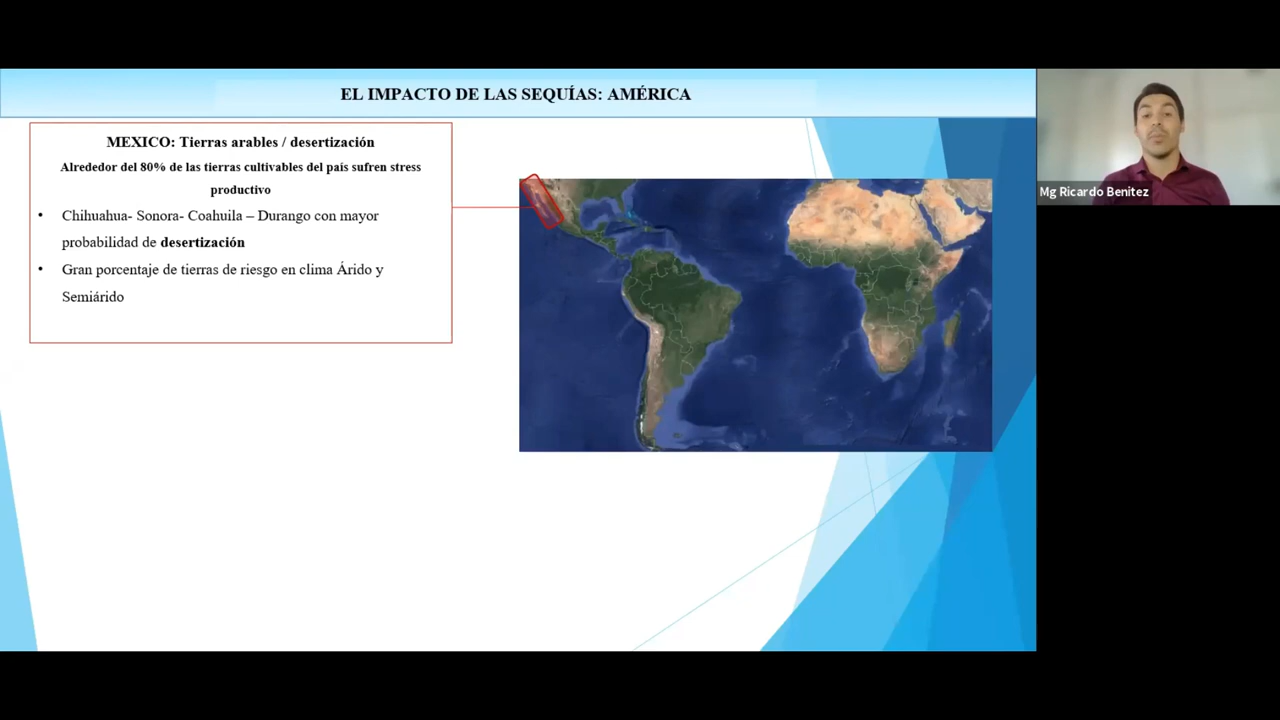 EL IMPACTO DE LAS SEQUÍAS: AMÉRICA
MEXICO: Tierras arables / desertización
Alrededor del 80% de las tierras cultivables del país sufren stress
productivo
• Chihuahua- Sonora- Coahuila – Durango con mayor
probabilidad de desertización
• Gran porcentaje de tierras de riesgo en clima Árido y
Semiárido
Mg Ricardo Benitez